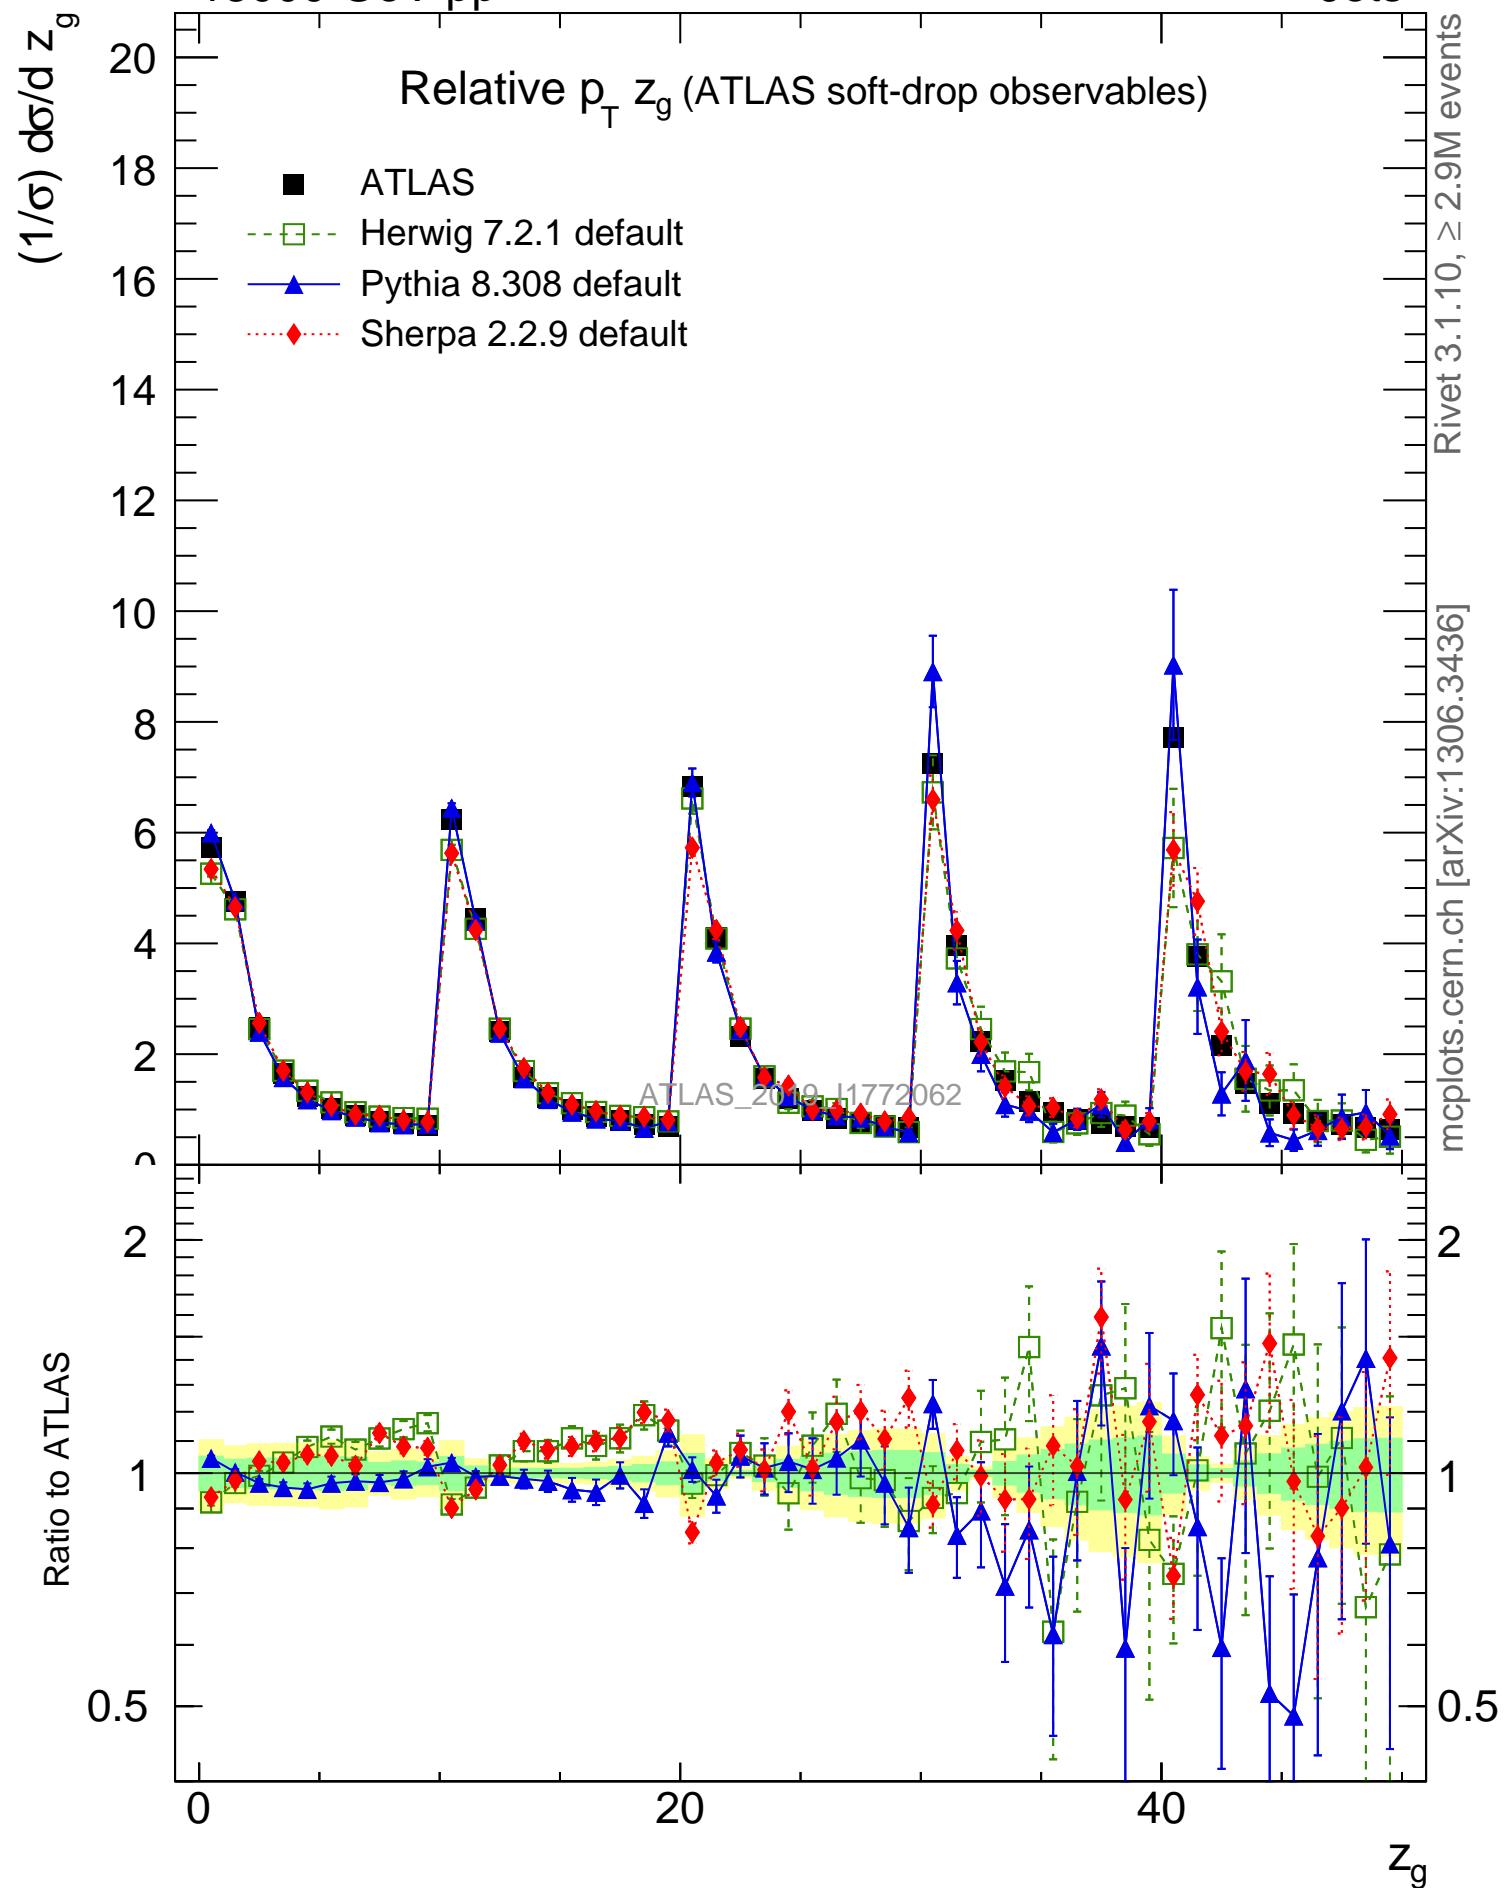 (1/σ) dσ/d z_g
Relative p_T z_g (ATLAS soft-drop observables)
ATLAS
Herwig 7.2.1 default
Pythia 8.308 default
Sherpa 2.2.9 default
20
18
16
14
12
10
8
6
4
2
0
ATLAS_2019_I1772062
Rivet 3.1.10, ≥ 2.9M events
mcplots.cern.ch [arXiv:1306.3436]
Ratio to ATLAS
2
1
0.5
2
1
0.5
0
20
40
z_g